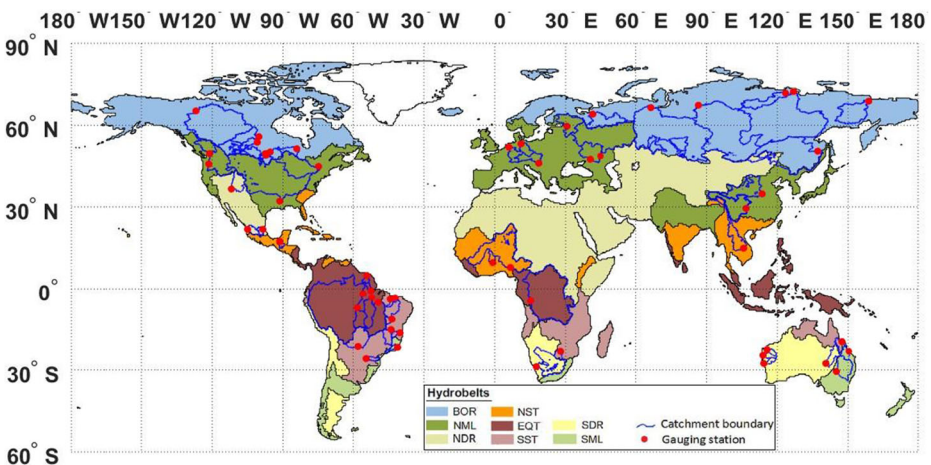 180° W150° W120° W 90° W 60° W 30° W 0° 30° E 60° E 90° E 120° E 150° E 180°
90° N
60° N
30° N
0°
30° S
60° S
Hydrobelts
BOR NST
NML EQT SDR Catchment boundary
NDR SST SML Gauging station